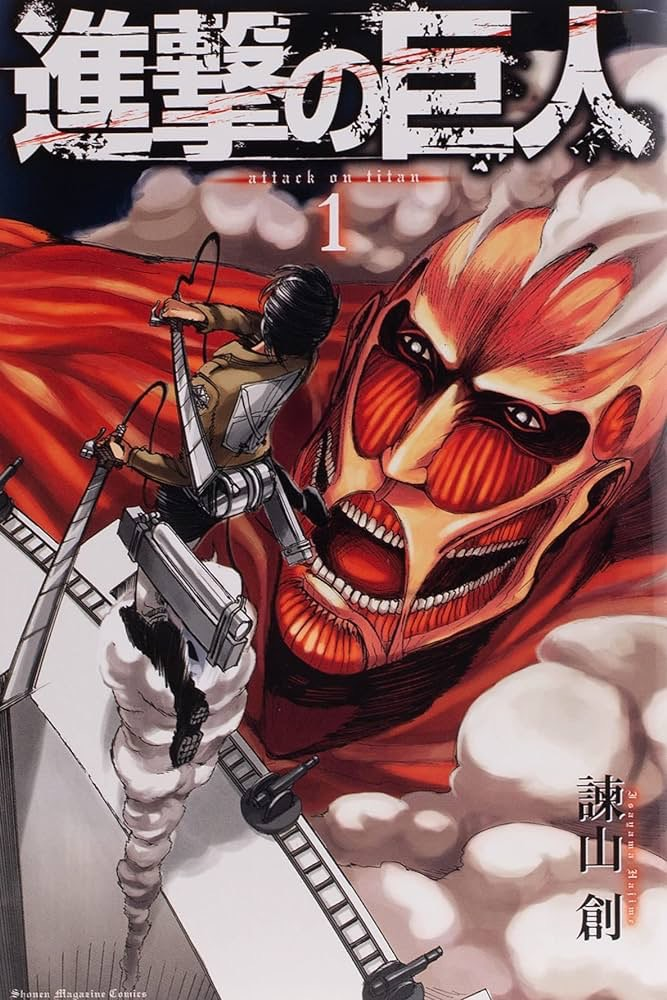 進撃の巨人
attack on titan
1
諫山創
Isayama Hajime
Shonen Magazine Comics